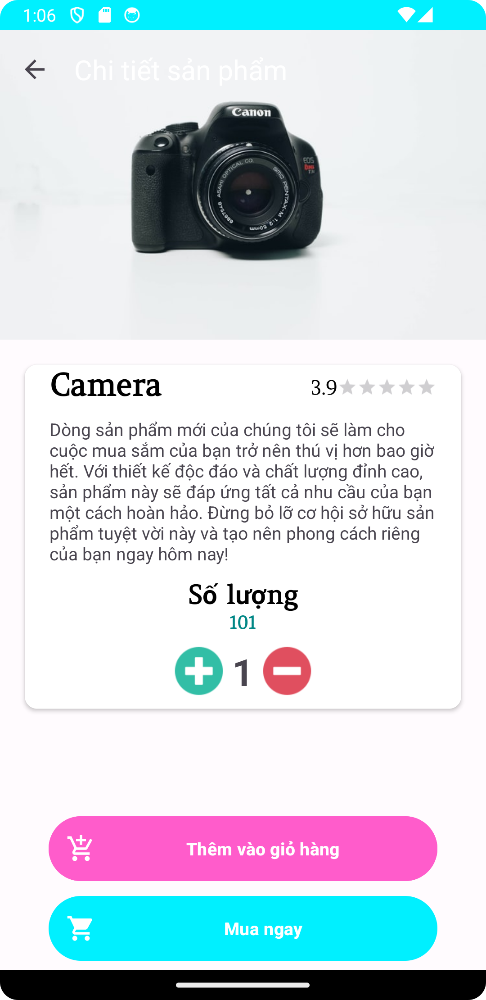 1:06
Chi tiết sản phẩm
Canon
EOS
ASAHI OPTICAL CO.
SMC PENTAX-M 1:2 50mm
6867548
Camera
3.9
Dòng sản phẩm mới của chúng tôi sẽ làm cho
cuộc mua sắm của bạn trở nên thú vị hơn bao giờ
hết. Với thiết kế độc đáo và chất lượng đỉnh cao,
sản phẩm này sẽ đáp ứng tất cả nhu cầu của bạn
một cách hoàn hảo. Đừng bỏ lỡ cơ hội sở hữu sản
phẩm tuyệt vời này và tạo nên phong cách riêng
của bạn ngay hôm nay!
Số lượng
101
1
Thêm vào giỏ hàng
Mua ngay